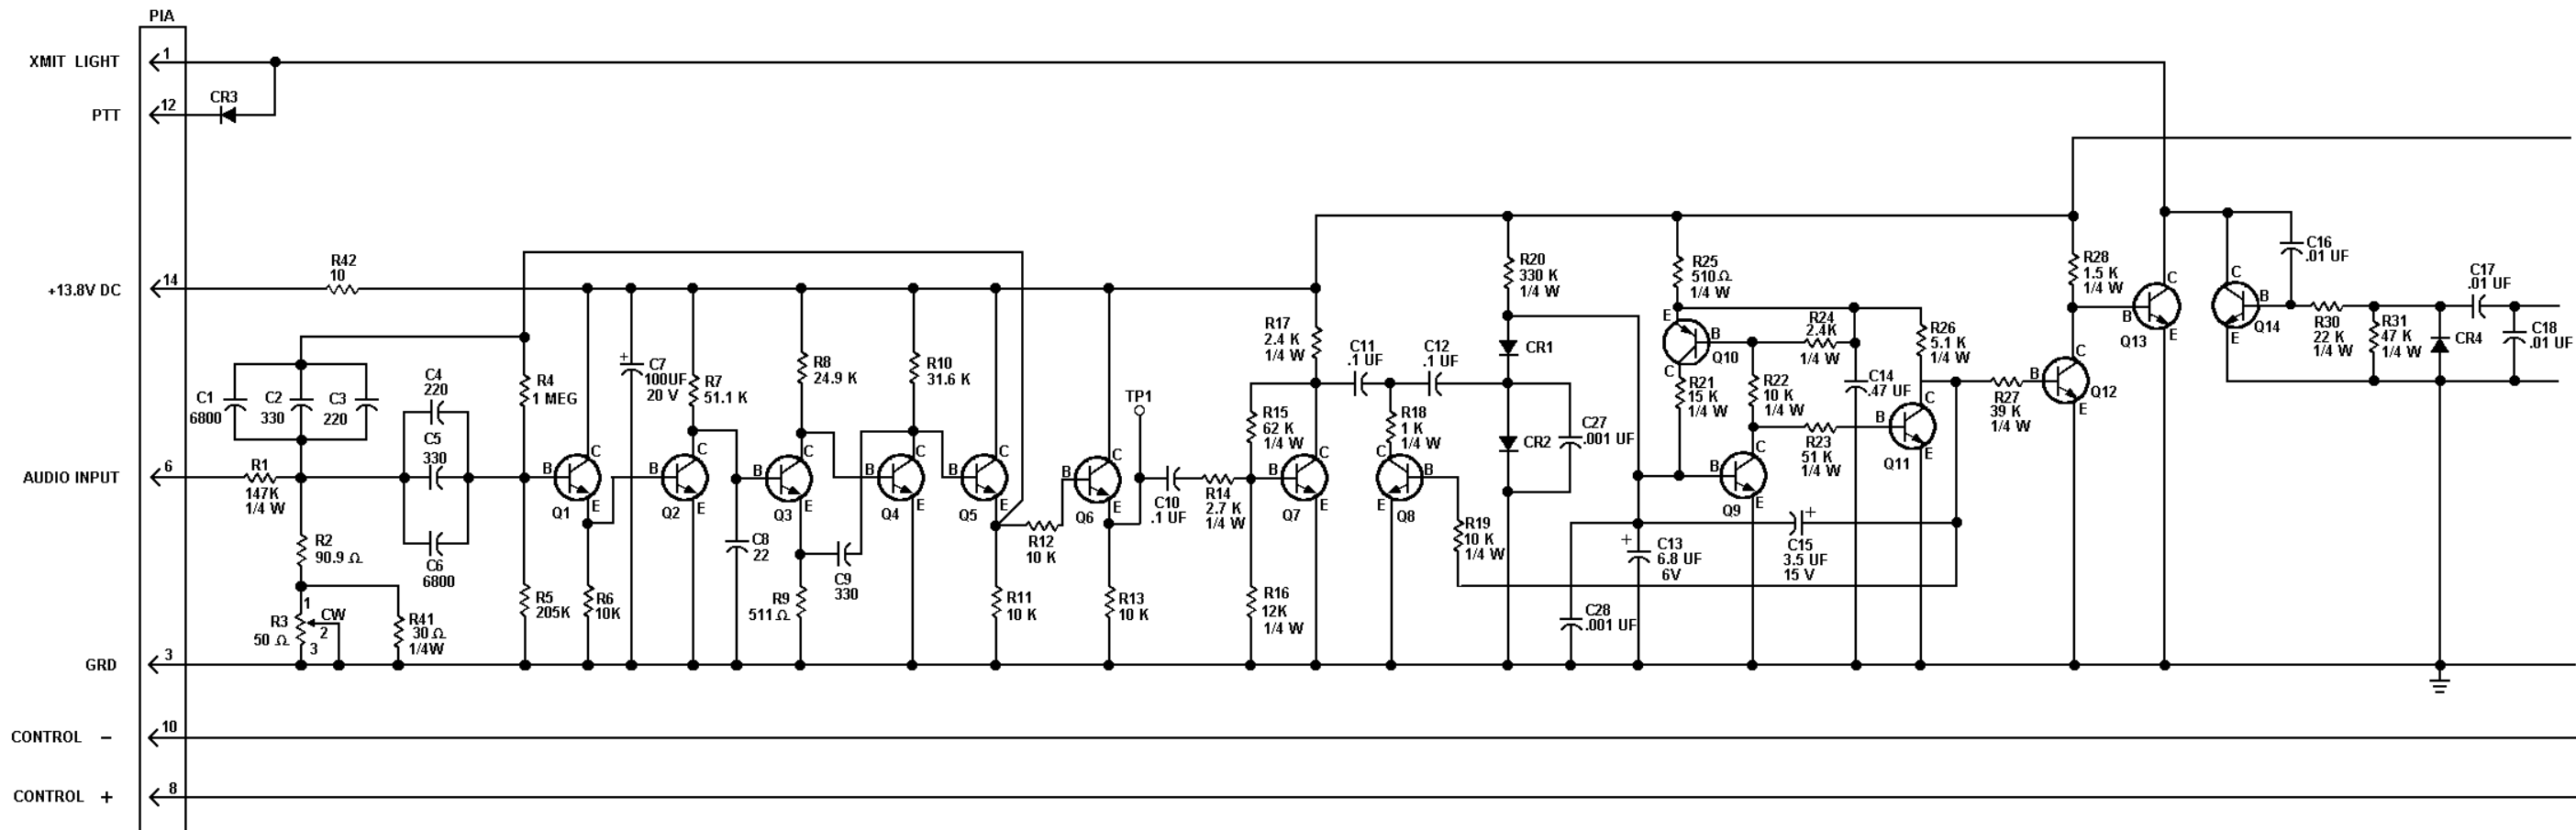 PIA
XMIT LIGHT
1
PTT
12
CR3
+13.8V DC
14
R42
10
C1
6800
C2
330
C3
220
C4
220
C5
330
C6
6800
R4
1 MEG
AUDIO INPUT
6
R1
147K
1/4 W
R2
90.9 Ω
R3
50 Ω
1
CW
2
3
R41
30 Ω
1/4W
R5
205K
B
C
E
Q1
R6
10K
+
C7
100UF
20 V
R7
51.1 K
B
C
E
Q2
C8
22
R8
24.9 K
B
C
E
Q3
R9
511 Ω
C9
330
R10
31.6 K
B
C
E
Q4
B
C
E
Q5
R11
10 K
R12
10 K
B
C
E
Q6
R13
10 K
TP1
C10
.1 UF
R14
2.7 K
1/4 W
R15
62 K
1/4 W
R16
12K
1/4 W
R17
2.4 K
1/4 W
B
C
E
Q7
C11
.1 UF
C12
.1 UF
R18
1 K
1/4 W
C
B
E
Q8
R19
10 K
1/4 W
R20
330 K
1/4 W
CR1
CR2
C27
.001 UF
C28
.001 UF
+
C13
6.8 UF
6V
+
C15
3.5 UF
15 V
R25
510Ω
1/4 W
E
B
C
Q10
R21
15 K
1/4 W
R22
10 K
1/4 W
R24
2.4K
1/4 W
C14
.47 UF
R23
51 K
1/4 W
B
C
E
Q9
R26
5.1 K
1/4 W
B
C
E
Q11
R27
39 K
1/4 W
B
C
E
Q12
R28
1.5 K
1/4 W
B
C
E
Q13
C
B
E
Q14
C16
.01 UF
R30
22 K
1/4 W
R31
47 K
1/4 W
CR4
C17
.01 UF
C18
.01 UF
GRD
3
CONTROL -
10
CONTROL +
8